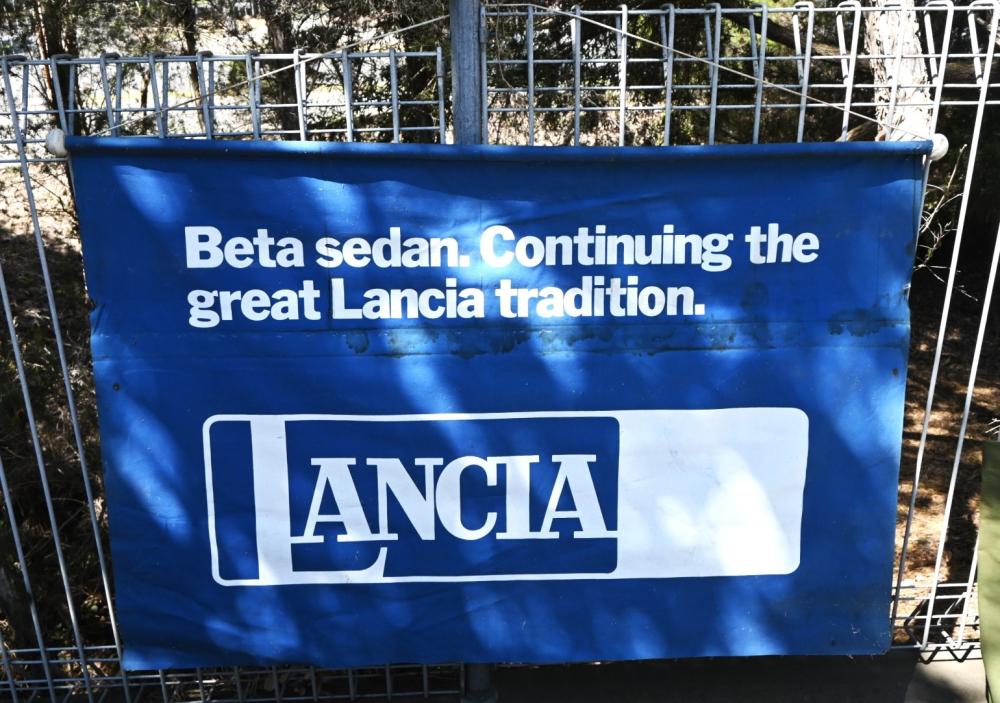 Beta sedan. Continuing the
great Lancia tradition.
LANCIA